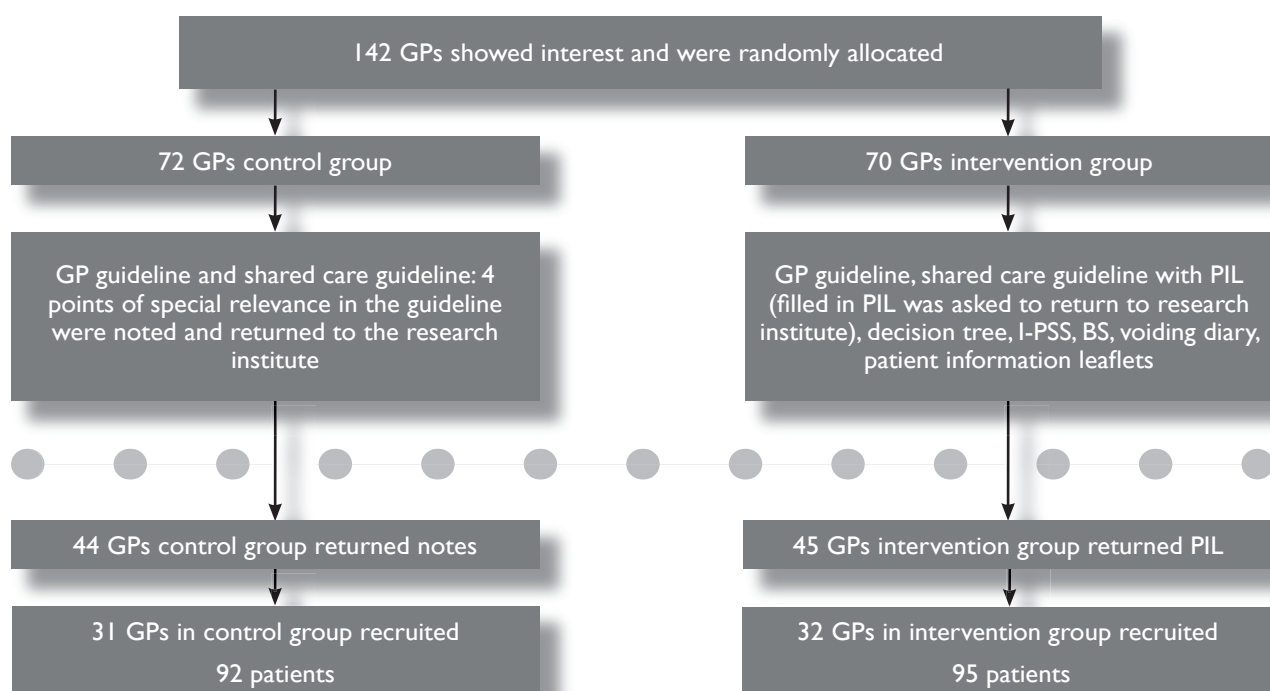 142 GPs showed interest and were randomly allocated
72 GPs control group
70 GPs intervention group
GP guideline and shared care guideline: 4
points of special relevance in the guideline
were noted and returned to the research
institute
GP guideline, shared care guideline with PIL
(filled in PIL was asked to return to research
institute), decision tree, I-PSS, BS, voiding diary,
patient information leaflets
44 GPs control group returned notes
45 GPs intervention group returned PIL
31 GPs in control group recruited
92 patients
32 GPs in intervention group recruited
95 patients